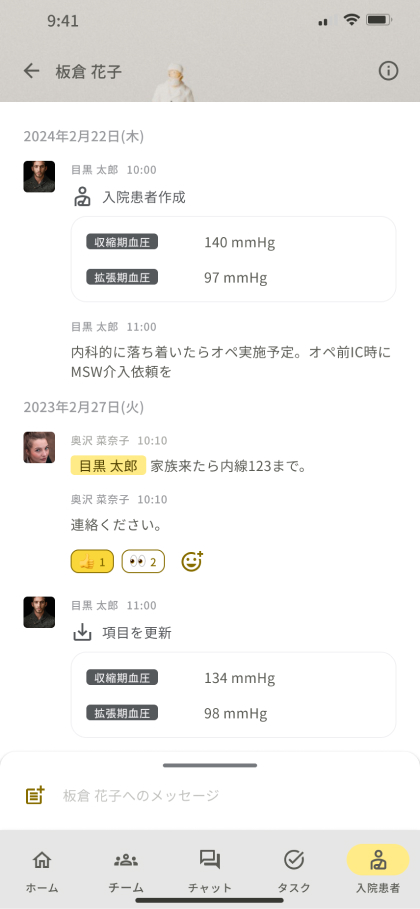 9:41
板倉 花子
2024年2月22日(木)
目黒 太郎 10:00
入院患者作成
収縮期血圧 140 mmHg
拡張期血圧 97 mmHg
目黒 太郎 11:00
内科的に落ち着いたらオペ実施予定。オペ前IC時に
MSW介入依頼を
2023年2月27日(火)
奥沢 菜奈子 10:10
目黒 太郎 家族来たら内線123まで。
奥沢 菜奈子 10:10
連絡ください。
1 2
目黒 太郎 11:00
項目を更新
収縮期血圧 134 mmHg
拡張期血圧 98 mmHg
板倉 花子へのメッセージ
ホーム チーム チャット タスク 入院患者